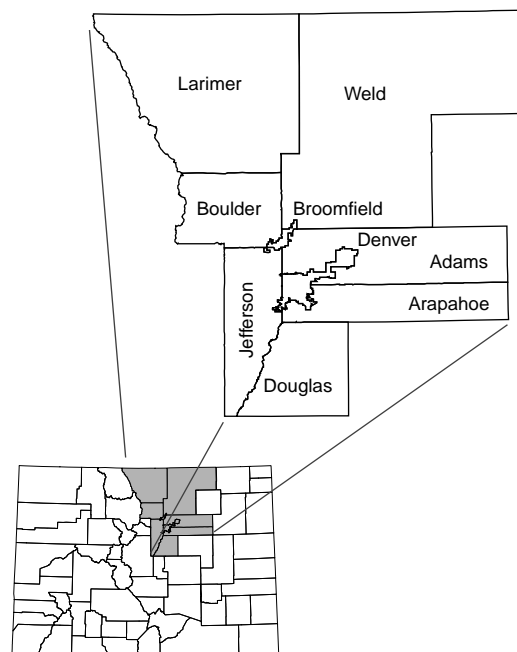 Larimer
Weld
Boulder
Broomfield
Denver
Adams
Jefferson
Arapahoe
Douglas